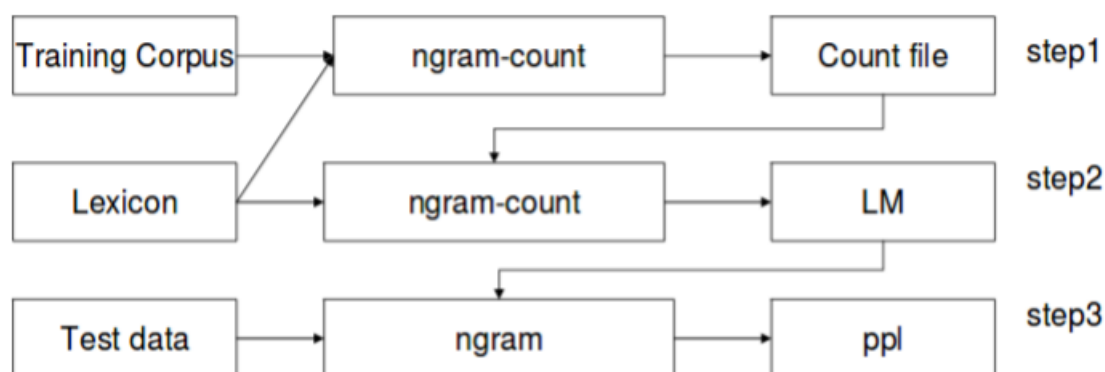 Training Corpus
ngram-count
Count file
step1
Lexicon
ngram-count
LM
step2
Test data
ngram
ppl
step3